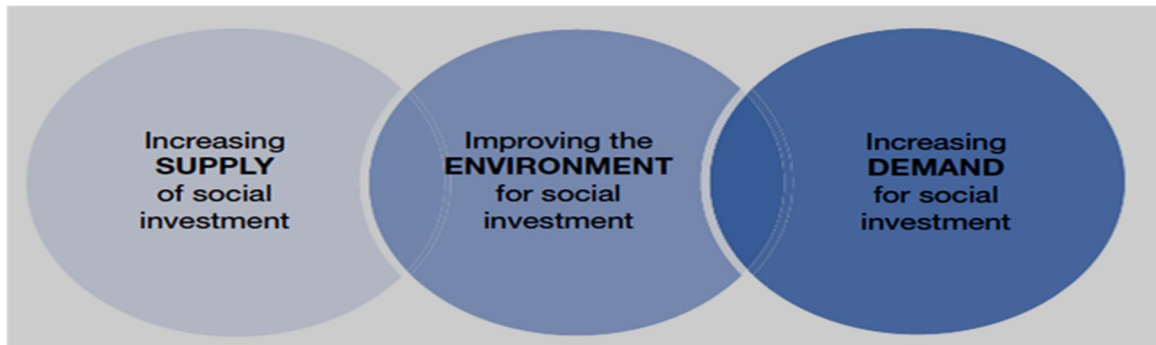 Increasing
SUPPLY
of social
investment
Improving the
ENVIRONMENT
for social
investment
Increasing
DEMAND
for social
investment